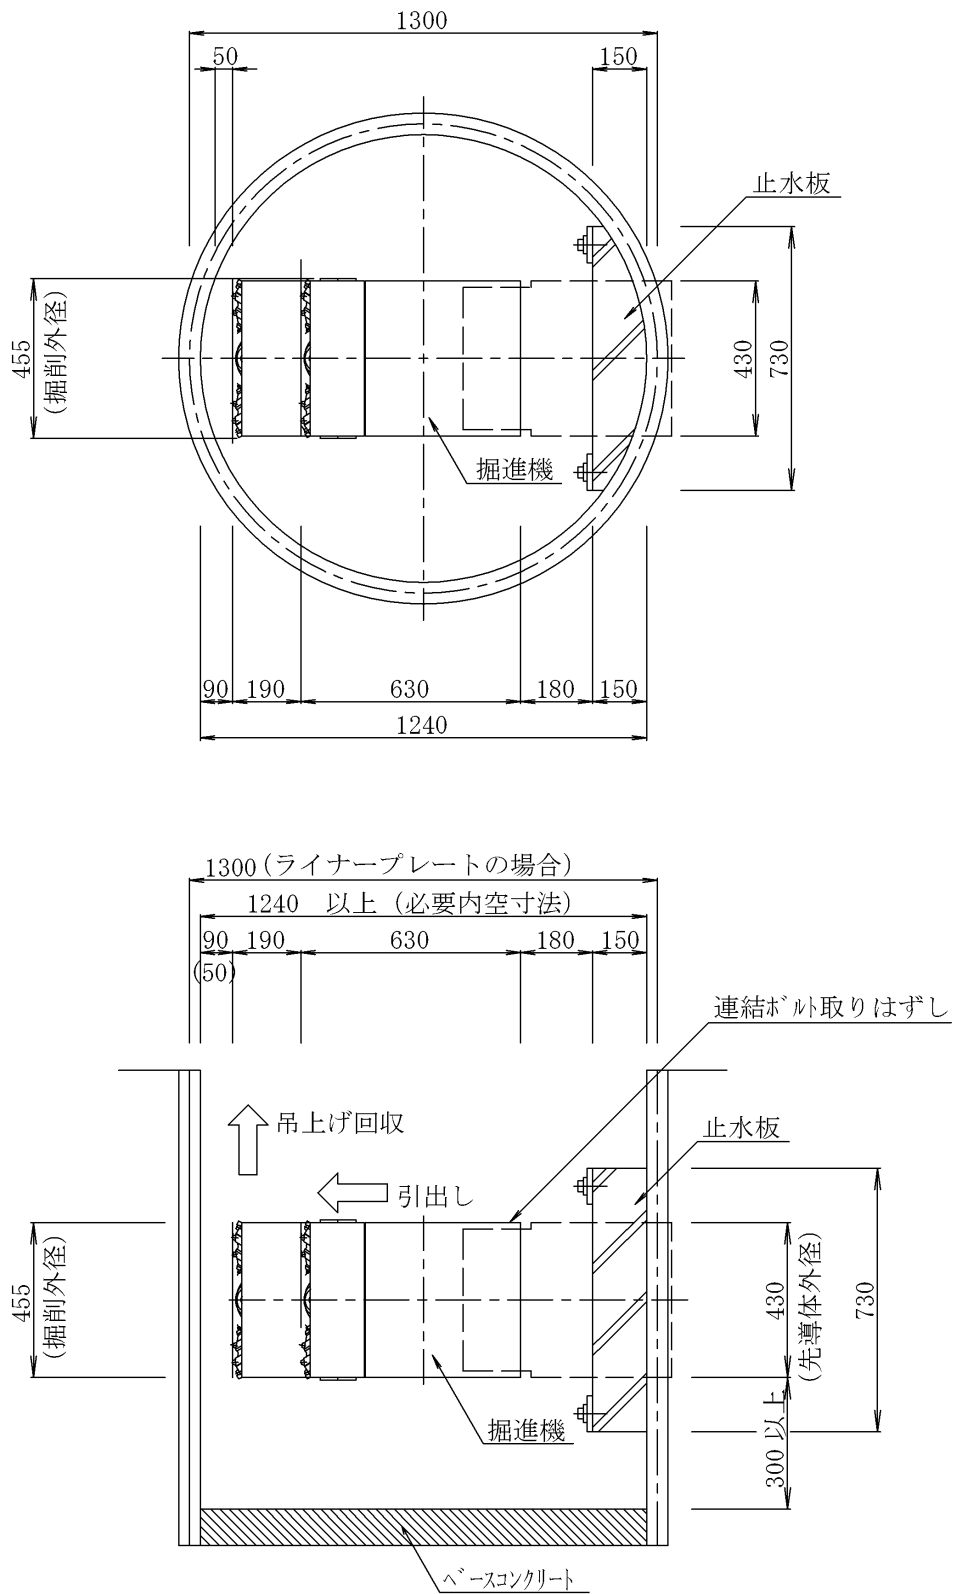 1300
50
150
止水板
455
(掘削外径)
430
730
掘進機
90
190
630
180
150
1240
1300(ライナープレートの場合)
1240 以上(必要内空寸法)
90
190
630
180
150
(50)
連結ボルト取りはずし
吊上げ回収
止水板
引出し
455
(掘削外径)
430
(先導体外径)
730
掘進機
300以上
ベースコンクリート